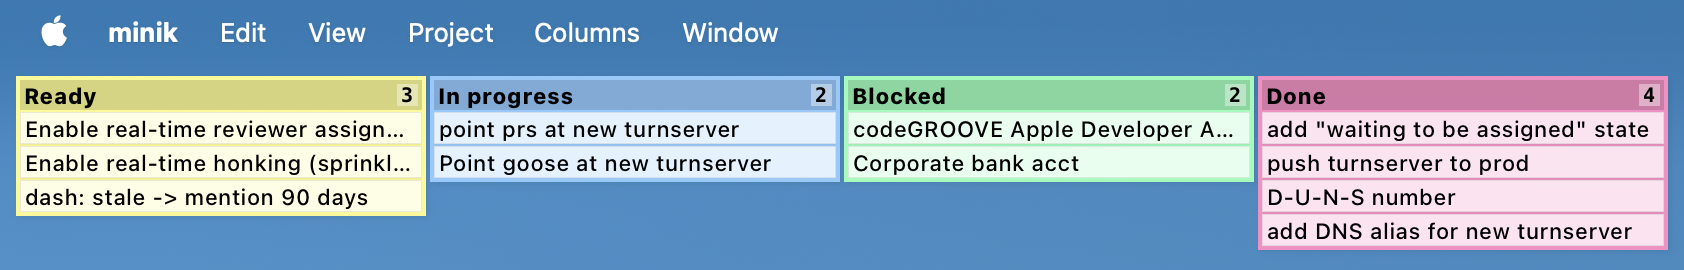 minik Edit View Project Columns Window
Ready 3
Enable real-time reviewer assign...
Enable real-time honking (sprinkl...
dash: stale -> mention 90 days
In progress 2
point prs at new turnserver
Point goose at new turnserver
Blocked 2
codeGROOVE Apple Developer A...
Corporate bank acct
Done 4
add "waiting to be assigned" state
push turnserver to prod
D-U-N-S number
add DNS alias for new turnserver